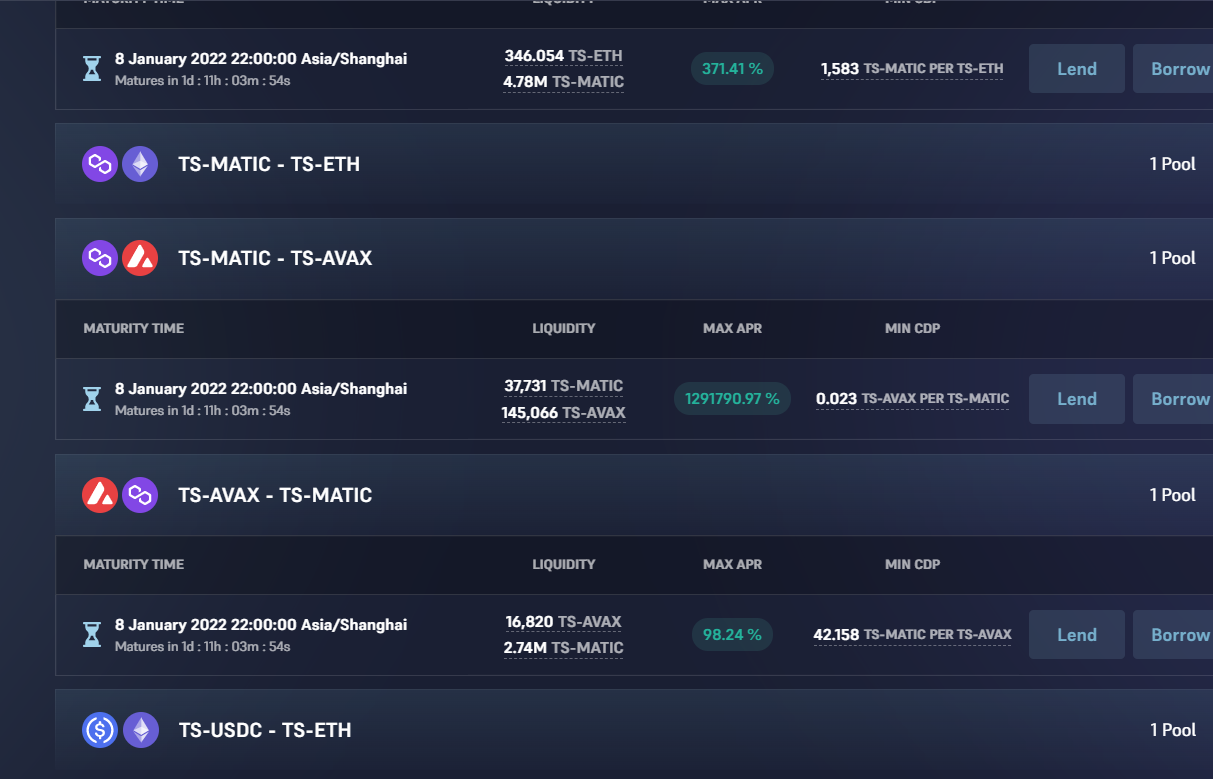 MATURITY TIME LIQUIDITY MAX APR MIN CDP
8 January 2022 22:00:00 Asia/Shanghai
Matures in 1d : 11h : 03m : 54s
346.054 TS-ETH
4.78M TS-MATIC
371.41 %
1,583 TS-MATIC PER TS-ETH
Lend
Borrow
TS-MATIC - TS-ETH
1 Pool
TS-MATIC - TS-AVAX
1 Pool
MATURITY TIME LIQUIDITY MAX APR MIN CDP
8 January 2022 22:00:00 Asia/Shanghai
Matures in 1d : 11h : 03m : 54s
37,731 TS-MATIC
145,066 TS-AVAX
1291790.97 %
0.023 TS-AVAX PER TS-MATIC
Lend
Borrow
TS-AVAX - TS-MATIC
1 Pool
MATURITY TIME LIQUIDITY MAX APR MIN CDP
8 January 2022 22:00:00 Asia/Shanghai
Matures in 1d : 11h : 03m : 54s
16,820 TS-AVAX
2.74M TS-MATIC
98.24 %
42.158 TS-MATIC PER TS-AVAX
Lend
Borrow
TS-USDC - TS-ETH
1 Pool